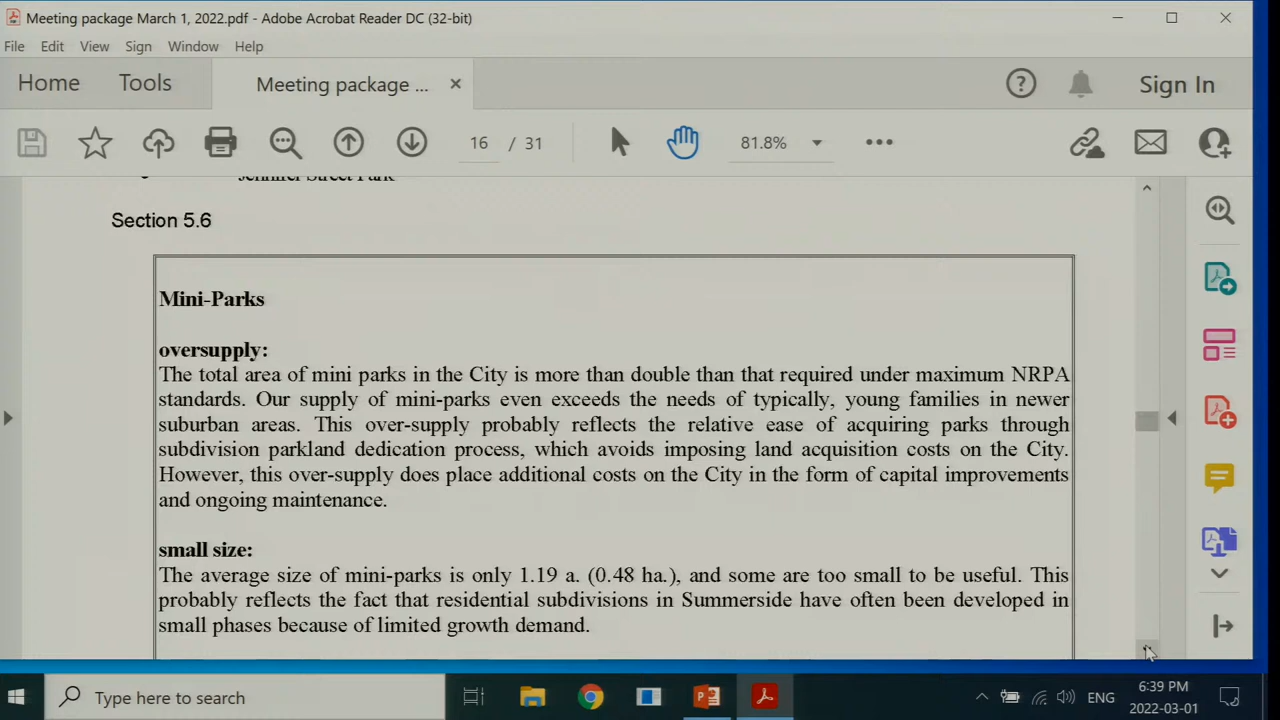 Meeting package March 1, 2022.pdf - Adobe Acrobat Reader DC (32-bit)
File Edit View Sign Window Help
Home Tools Meeting package ... Sign In
16 / 31 81.8%
Jennifer Street Park
Section 5.6
Mini-Parks
oversupply:
The total area of mini parks in the City is more than double than that required under maximum NRPA
standards. Our supply of mini-parks even exceeds the needs of typically, young families in newer
suburban areas. This over-supply probably reflects the relative ease of acquiring parks through
subdivision parkland dedication process, which avoids imposing land acquisition costs on the City.
However, this over-supply does place additional costs on the City in the form of capital improvements
and ongoing maintenance.
small size:
The average size of mini-parks is only 1.19 a. (0.48 ha.), and some are too small to be useful. This
probably reflects the fact that residential subdivisions in Summerside have often been developed in
small phases because of limited growth demand.
Type here to search
ENG
6:39 PM
2022-03-01